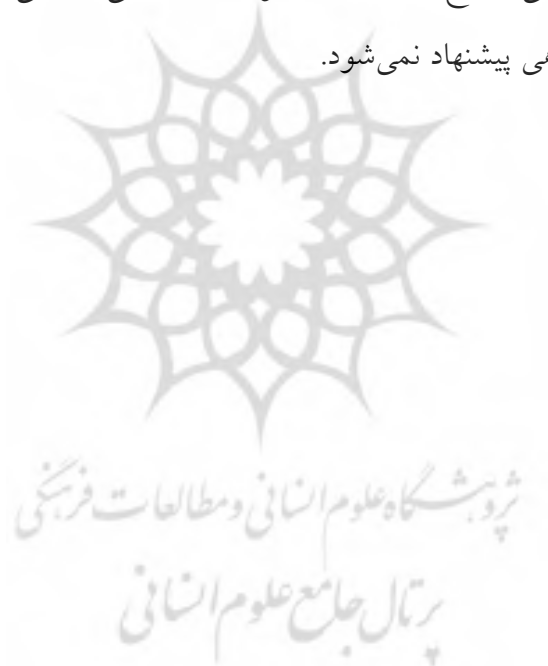 پیشنهاد نمی‌شود.
پژوهشگاه علوم انسانی و مطالعات فرهنگی
پرتال جامع علوم انسانی